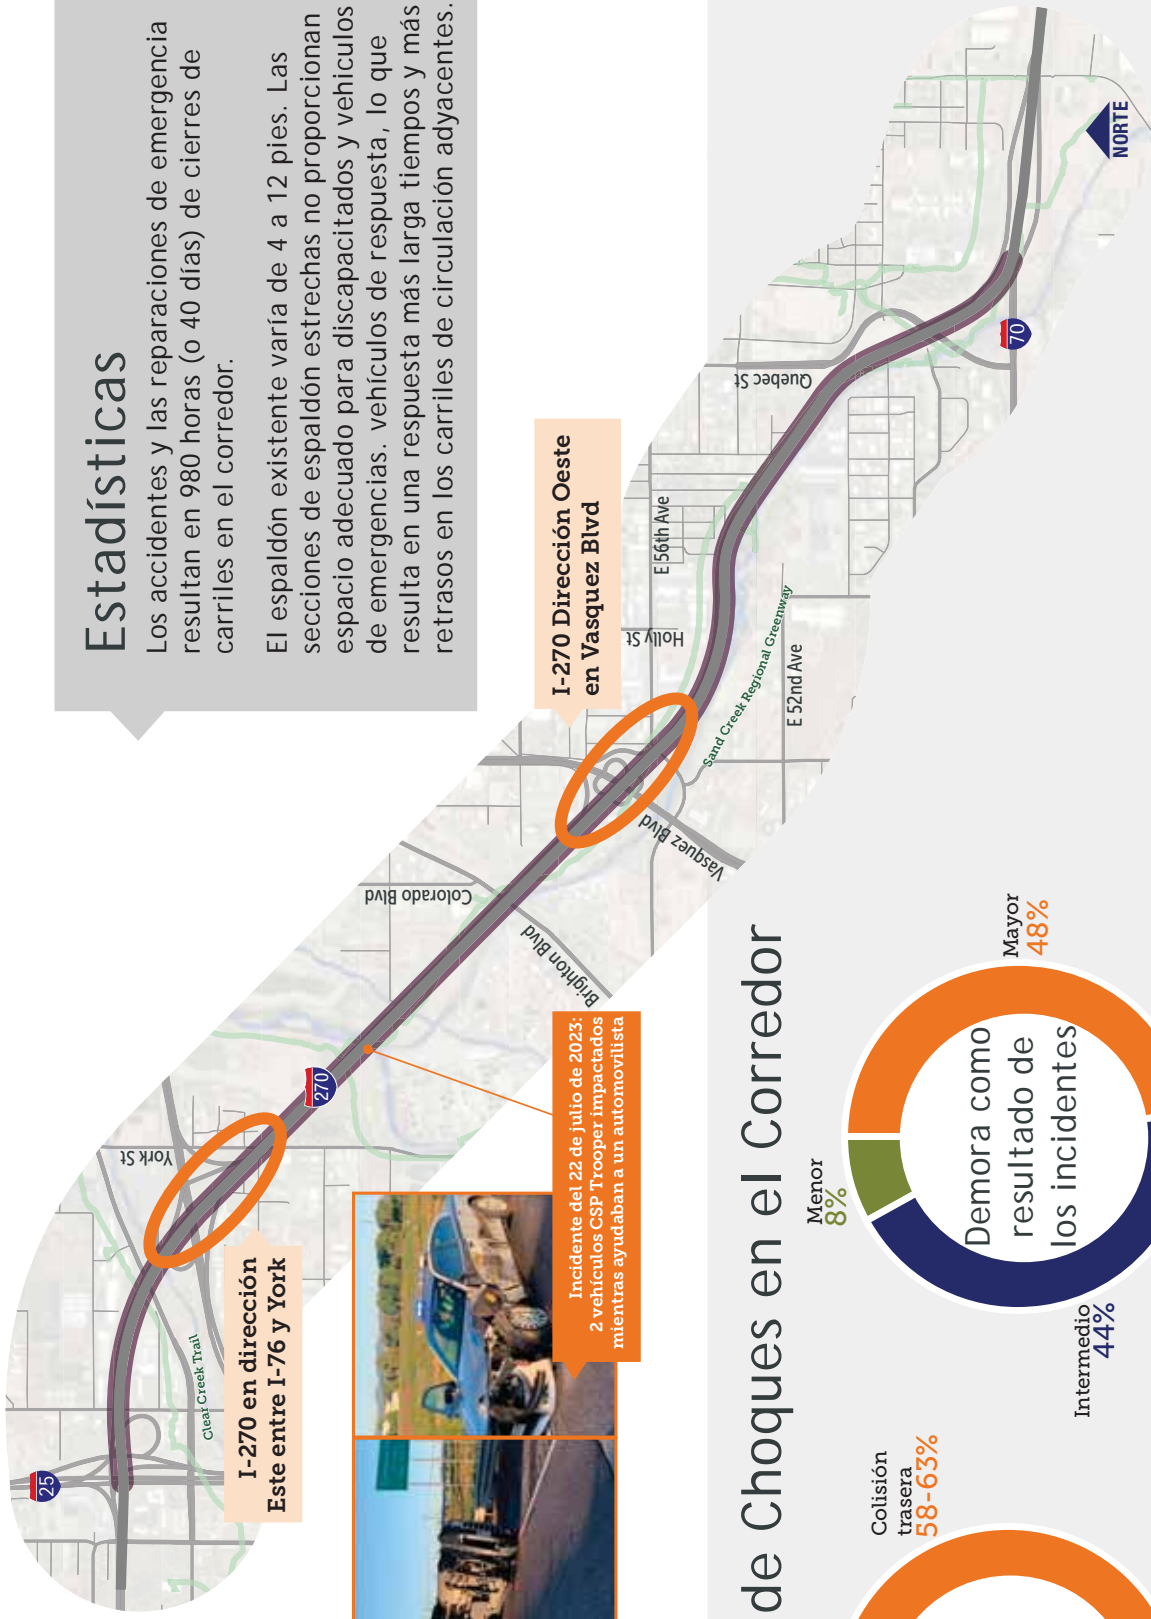 Estadísticas
Los accidentes y las reparaciones de emergencia
resultan en 980 horas (o 40 días) de cierres de
carriles en el corredor.
El espaldón existente varía de 4 a 12 pies. Las
secciones de espaldón estrechas no proporcionan
espacio adecuado para discapacitados y vehiculos
de emergencias. vehículos de respuesta, lo que
resulta en una respuesta más larga tiempos y más
retrasos en los carriles de circulación adyacentes.
25
York St
270
Clear Creek Trail
I-270 en dirección
Este entre I-76 y York
Colorado Blvd
Brighton Blvd
I-270 Dirección Oeste
en Vasquez Blvd
Vasquez Blvd
Holly St
E 56th Ave
Sand Creek Regional Greenway
E 52nd Ave
Quebec St
70
NORTE
Incidente del 22 de julio de 2023:
2 vehículos CSP Trooper impactados
mientras ayudaban a un automovilista
de Choques en el Corredor
Colisión
trasera
58-63%
Menor
8%
Mayor
48%
Intermedio
44%
Demora como
resultado de
los incidentes